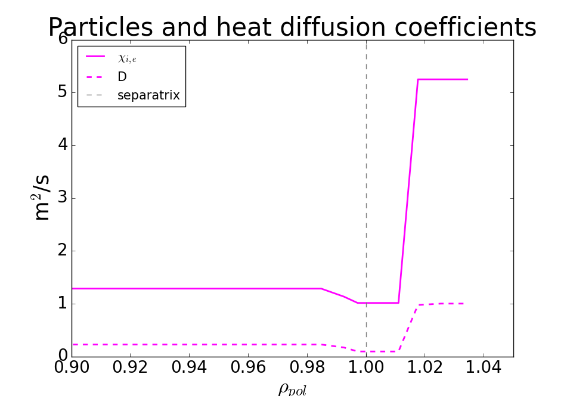 Particles and heat diffusion coefficients
6
5
4
3
2
1
0
m²/s
χi,e
D
separatrix
0.90 0.92 0.94 0.96 0.98 1.00 1.02 1.04
ρpol